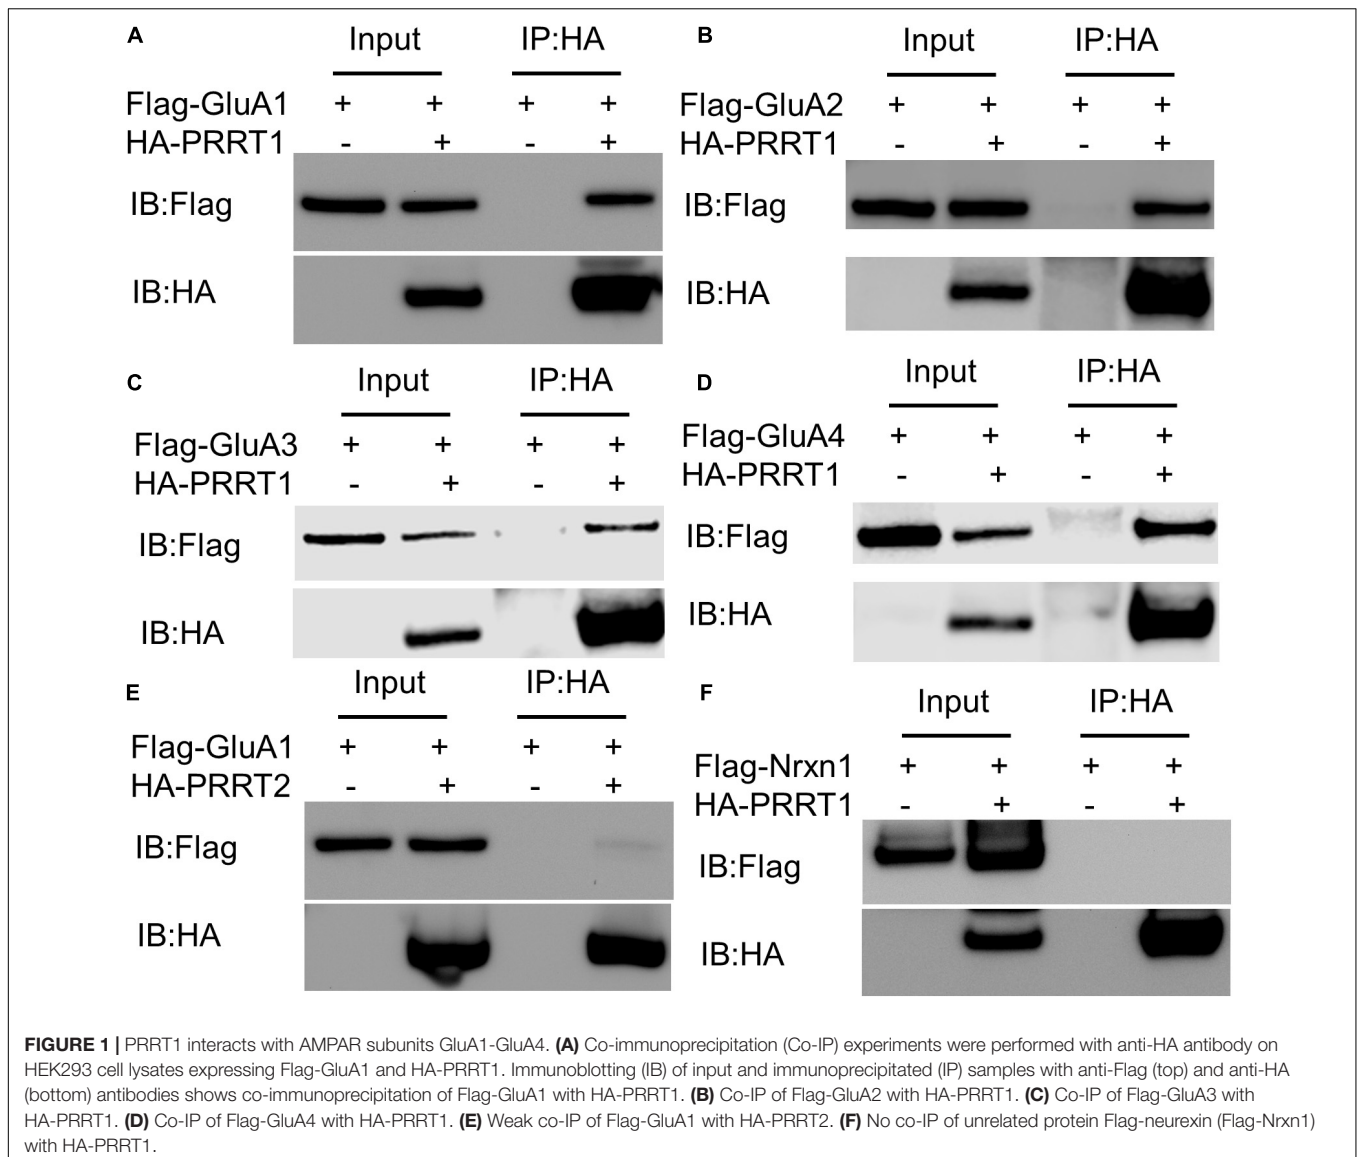 A
Input IP:HA
Flag-GluA1 + + + +
HA-PRRT1 - + - +
IB:Flag
IB:HA
B
Input IP:HA
Flag-GluA2 + + + +
HA-PRRT1 - + - +
IB:Flag
IB:HA
C
Input IP:HA
Flag-GluA3 + + + +
HA-PRRT1 - + - +
IB:Flag
IB:HA
D
Input IP:HA
Flag-GluA4 + + + +
HA-PRRT1 - + - +
IB:Flag
IB:HA
E
Input IP:HA
Flag-GluA1 + + + +
HA-PRRT2 - + - +
IB:Flag
IB:HA
F
Input IP:HA
Flag-Nrxn1 + + + +
HA-PRRT1 - + - +
IB:Flag
IB:HA
FIGURE 1 | PRRT1 interacts with AMPAR subunits GluA1-GluA4. (A) Co-immunoprecipitation (Co-IP) experiments were performed with anti-HA antibody on
HEK293 cell lysates expressing Flag-GluA1 and HA-PRRT1. Immunoblotting (IB) of input and immunoprecipitated (IP) samples with anti-Flag (top) and anti-HA
(bottom) antibodies shows co-immunoprecipitation of Flag-GluA1 with HA-PRRT1. (B) Co-IP of Flag-GluA2 with HA-PRRT1. (C) Co-IP of Flag-GluA3 with
HA-PRRT1. (D) Co-IP of Flag-GluA4 with HA-PRRT1. (E) Weak co-IP of Flag-GluA1 with HA-PRRT2. (F) No co-IP of unrelated protein Flag-neurexin (Flag-Nrxn1)
with HA-PRRT1.